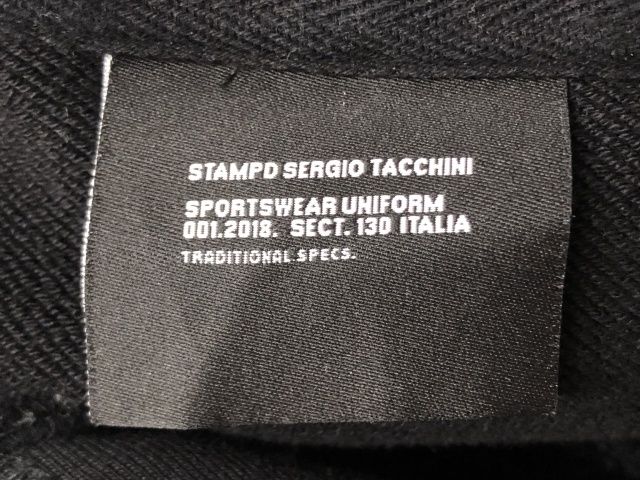 STAMPD SERGIO TACCHINI
SPORTSWEAR UNIFORM
001.2018. SECT. 130 ITALIA
TRADITIONAL SPECS.